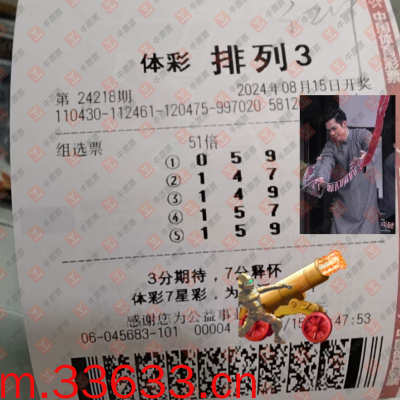 体彩 排列3
第 24218期 2024年08月15日开奖
110430-112461-120475-997020 5812
组选票 51倍
① 0 5 9
② 1 4 7
③ 1 4 9
④ 1 5 7
⑤ 1 5 9
3分期待，7分释怀
体彩7星彩，为
感谢您为公益事业
06-045683-101 00004 47:53
m.33633.cn